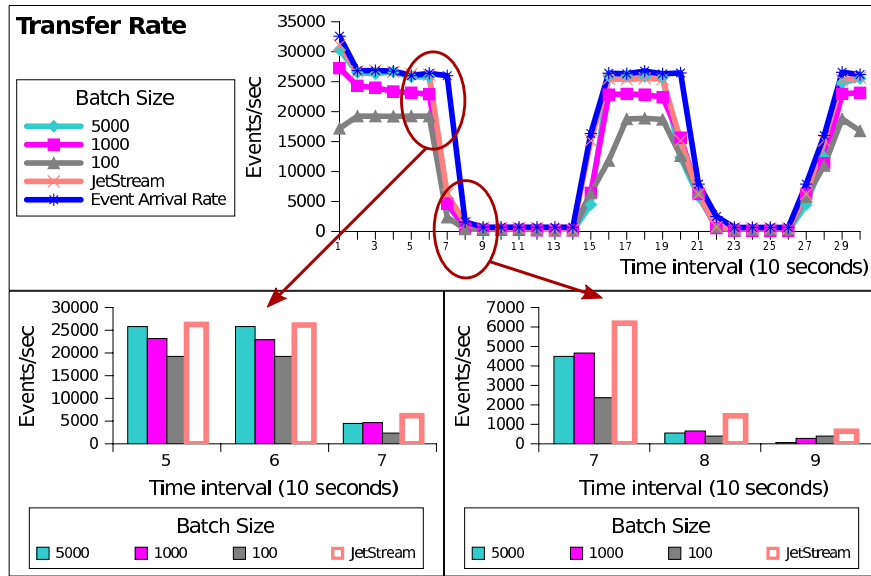 Transfer Rate
Batch Size
5000
1000
100
JetStream
Event Arrival Rate
Events/sec
35000
30000
25000
20000
15000
10000
5000
0
1 3 5 7 9 11 13 15 17 19 21 23 25 27 29
Time interval (10 seconds)
Events/sec
30000
25000
20000
15000
10000
5000
0
5 6 7
Time interval (10 seconds)
Batch Size
5000 1000 100 JetStream
Events/sec
7000
6000
5000
4000
3000
2000
1000
0
7 8 9
Time interval (10 seconds)
Batch Size
5000 1000 100 JetStream